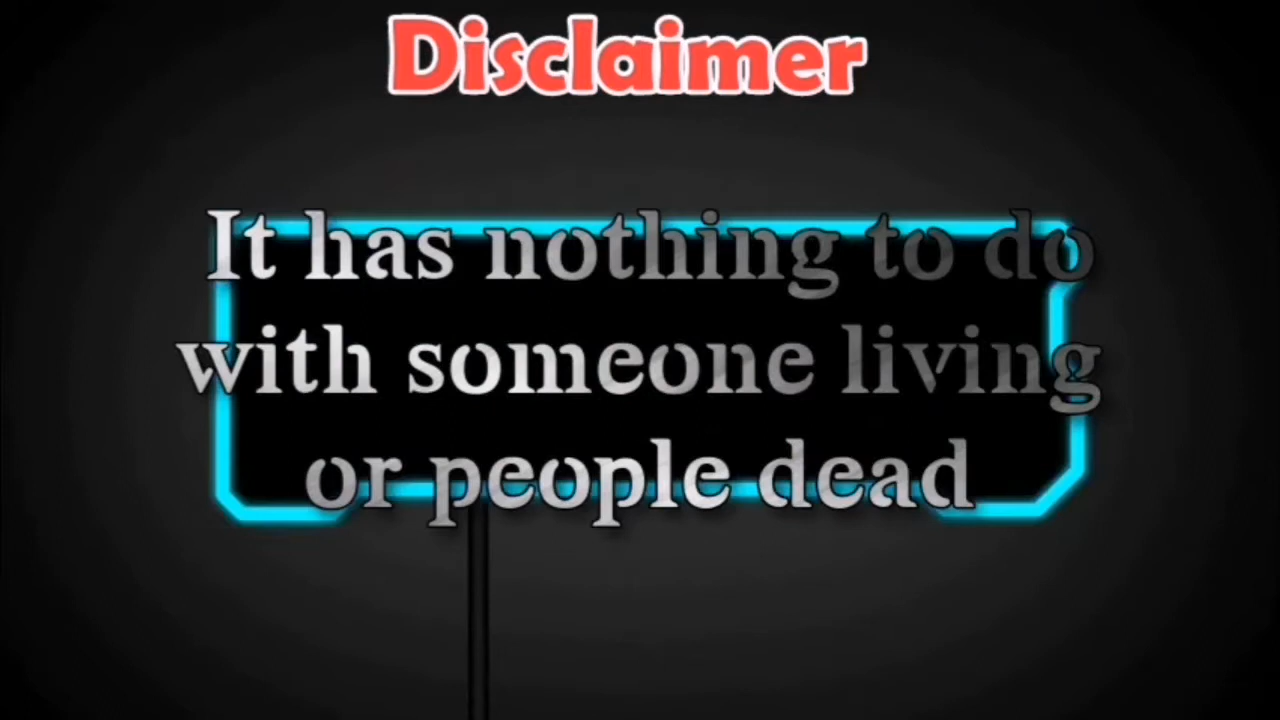 Disclaimer
It has nothing to do
with someone living
or people dead